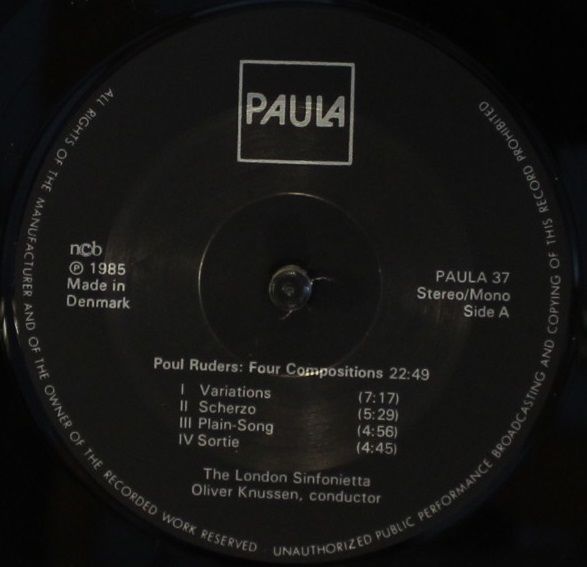 PAULA
ncb
℗ 1985
Made in
Denmark
PAULA 37
Stereo/Mono
Side A
Poul Ruders: Four Compositions 22:49
I Variations (7:17)
II Scherzo (5:29)
III Plain-Song (4:56)
IV Sortie (4:45)
The London Sinfonietta
Oliver Knussen, conductor
ALL RIGHTS OF THE MANUFACTURER AND OF THE OWNER OF THE RECORDED WORK RESERVED UNAUTHORIZED PUBLIC PERFORMANCE BROADCASTING AND COPYING OF THIS RECORD PROHIBITED